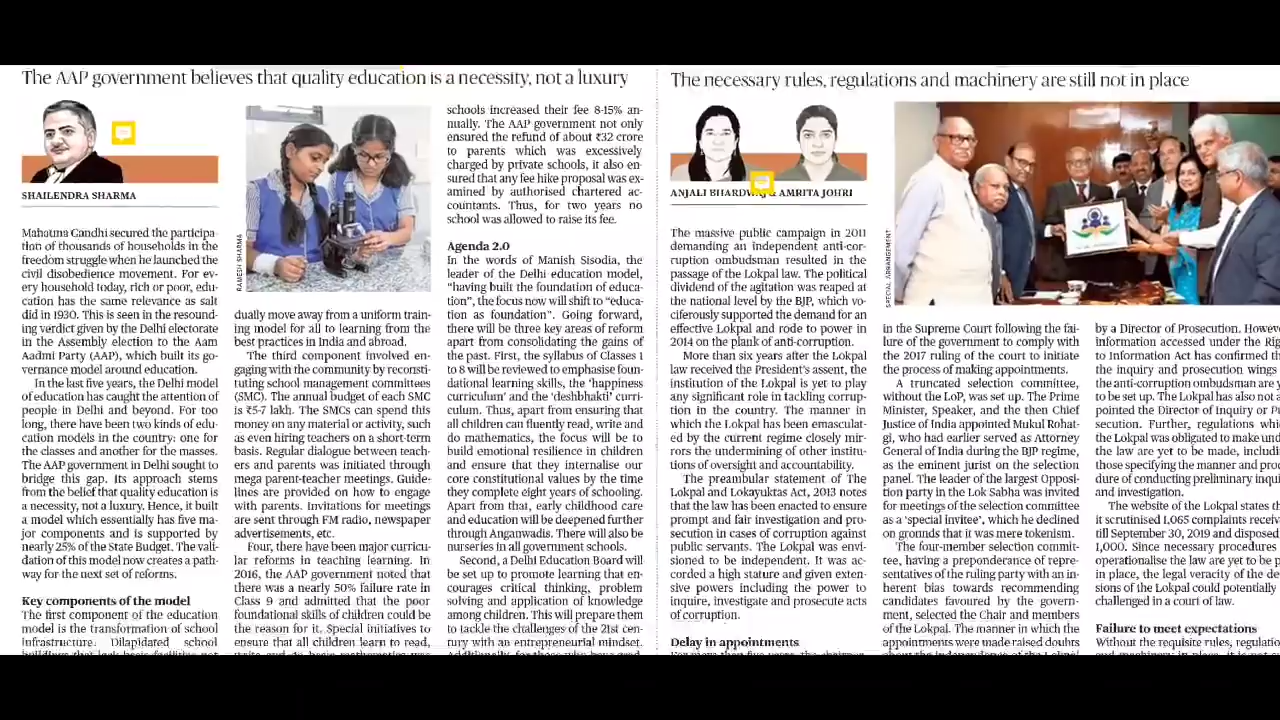 The AAP government believes that quality education is a necessity, not a luxury
SHAILENDRA SHARMA
Mahatma Gandhi secured the participa-
tion of thousands of households in the
freedom struggle when he launched the
civil disobedience movement. For ev-
ery household today, rich or poor, edu-
cation has the same relevance as salt
did in 1930. This is seen in the resound-
ing verdict given by the Delhi electorate
in the Assembly election to the Aam
Aadmi Party (AAP), which built its go-
vernance model around education.
In the last five years, the Delhi model
of education has caught the attention of
people in Delhi and beyond. For too
long, there have been two kinds of edu-
cation models in the country: one for
the classes and another for the masses.
The AAP government in Delhi sought to
bridge this gap. Its approach stems
from the belief that quality education is
a necessity, not a luxury. Hence, it built
a model which essentially has five ma-
jor components and is supported by
nearly 25% of the State Budget. The vali-
dation of this model now creates a path-
way for the next set of reforms.
Key components of the model
The first component of the education
model is the transformation of school
infrastructure. Dilapidated school
buildings that lack basic facilities not
RAMESH SHARMA
dually move away from a uniform train-
ing model for all to learning from the
best practices in India and abroad.
The third component involved en-
gaging with the community by reconsti-
tuting school management committees
(SMC). The annual budget of each SMC
is ₹5-7 lakh. The SMCs can spend this
money on any material or activity, such
as even hiring teachers on a short-term
basis. Regular dialogue between teach-
ers and parents was initiated through
mega parent-teacher meetings. Guide-
lines are provided on how to engage
with parents. Invitations for meetings
are sent through FM radio, newspaper
advertisements, etc.
Four, there have been major curricu-
lar reforms in teaching learning. In
2016, the AAP government noted that
there was a nearly 50% failure rate in
Class 9 and admitted that the poor
foundational skills of children could be
the reason for it. Special initiatives to
ensure that all children learn to read,
schools increased their fee 8-15% an-
nually. The AAP government not only
ensured the refund of about ₹32 crore
to parents which was excessively
charged by private schools, it also en-
sured that any fee hike proposal was ex-
amined by authorised chartered ac-
countants. Thus, for two years no
school was allowed to raise its fee.
Agenda 2.0
In the words of Manish Sisodia, the
leader of the Delhi education model,
“having built the foundation of educa-
tion”, the focus now will shift to “educa-
tion as foundation”. Going forward,
there will be three key areas of reform
apart from consolidating the gains of
the past. First, the syllabus of Classes 1
to 8 will be reviewed to emphasise foun-
dational learning skills, the ‘happiness
curriculum’ and the ‘deshbhakti’ curri-
culum. Thus, apart from ensuring that
all children can fluently read, write and
do mathematics, the focus will be to
build emotional resilience in children
and ensure that they internalise our
core constitutional values by the time
they complete eight years of schooling.
Apart from that, early childhood care
and education will be deepened further
through Anganwadis. There will also be
nurseries in all government schools.
Second, a Delhi Education Board will
be set up to promote learning that en-
courages critical thinking, problem
solving and application of knowledge
among children. This will prepare them
to tackle the challenges of the 21st cen-
tury with an entrepreneurial mindset.
The necessary rules, regulations and machinery are still not in place
ANJALI BHARDWAJ & AMRITA JOHRI
The massive public campaign in 2011
demanding an independent anti-cor-
ruption ombudsman resulted in the
passage of the Lokpal law. The political
dividend of the agitation was reaped at
the national level by the BJP, which vo-
ciferously supported the demand for an
effective Lokpal and rode to power in
2014 on the plank of anti-corruption.
More than six years after the Lokpal
law received the President’s assent, the
institution of the Lokpal is yet to play
any significant role in tackling corrup-
tion in the country. The manner in
which the Lokpal has been emasculat-
ed by the current regime closely mir-
rors the undermining of other institu-
tions of oversight and accountability.
The preambular statement of The
Lokpal and Lokayuktas Act, 2013 notes
that the law has been enacted to ensure
prompt and fair investigation and pro-
secution in cases of corruption against
public servants. The Lokpal was envi-
sioned to be independent. It was ac-
corded a high stature and given exten-
sive powers including the power to
inquire, investigate and prosecute acts
of corruption.
Delay in appointments
SPECIAL ARRANGEMENT
in the Supreme Court following the fai-
lure of the government to comply with
the 2017 ruling of the court to initiate
the process of making appointments.
A truncated selection committee,
without the LoP, was set up. The Prime
Minister, Speaker, and the then Chief
Justice of India appointed Mukul Rohat-
gi, who had earlier served as Attorney
General of India during the BJP regime,
as the eminent jurist on the selection
panel. The leader of the largest Opposi-
tion party in the Lok Sabha was invited
for meetings of the selection committee
as a ‘special invitee’, which he declined
on grounds that it was mere tokenism.
The four-member selection commit-
tee, having a preponderance of repre-
sentatives of the ruling party with an in-
herent bias towards recommending
candidates favoured by the govern-
ment, selected the Chair and members
of the Lokpal. The manner in which the
appointments were made raised doubts
by a Director of Prosecution. Howev
information accessed under the Rig
to Information Act has confirmed th
the inquiry and prosecution wings
the anti-corruption ombudsman are y
to be set up. The Lokpal has also not a
pointed the Director of Inquiry or P
secution. Further, regulations whi
the Lokpal was obligated to make und
the law are yet to be made, includi
those specifying the manner and pro
dure of conducting preliminary inqui
and investigation.
The website of the Lokpal states th
it scrutinised 1,065 complaints receiv
till September 30, 2019 and disposed
1,000. Since necessary procedures
operationalise the law are yet to be p
in place, the legal veracity of the de
sions of the Lokpal could potentially
challenged in a court of law.
Failure to meet expectations
Without the requisite rules, regulatio